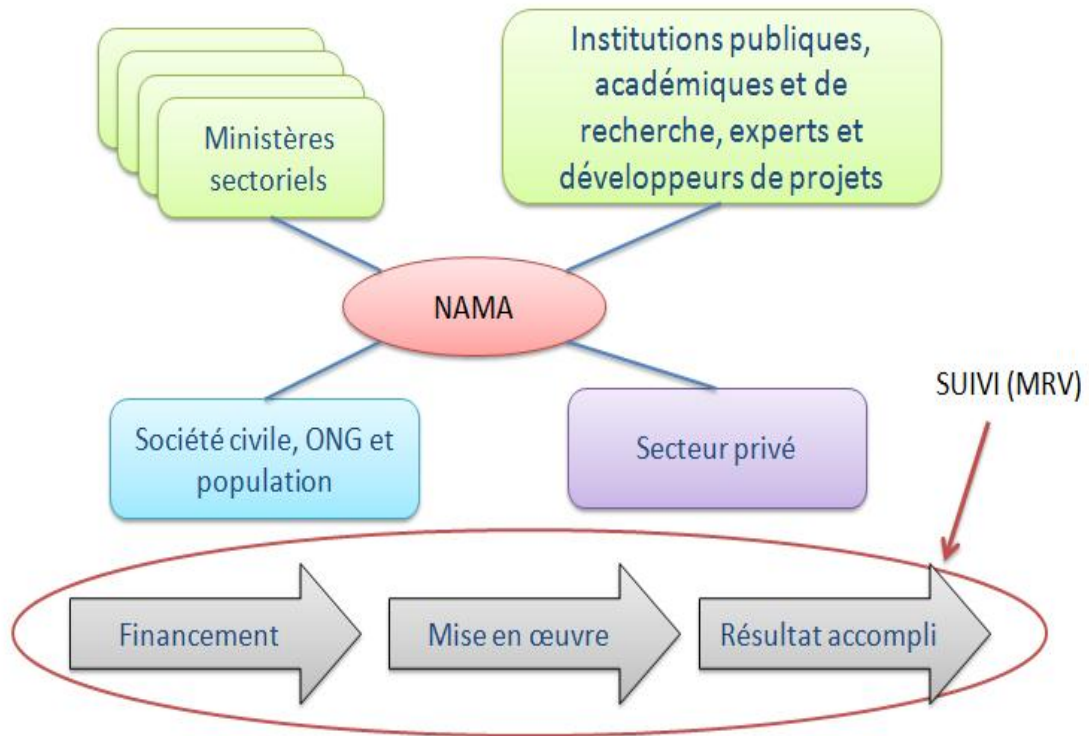 Ministères
sectoriels
Institutions publiques,
académiques et de
recherche, experts et
développeurs de projets
NAMA
Société civile, ONG et
population
Secteur privé
SUIVI (MRV)
Financement
Mise en œuvre
Résultat accompli